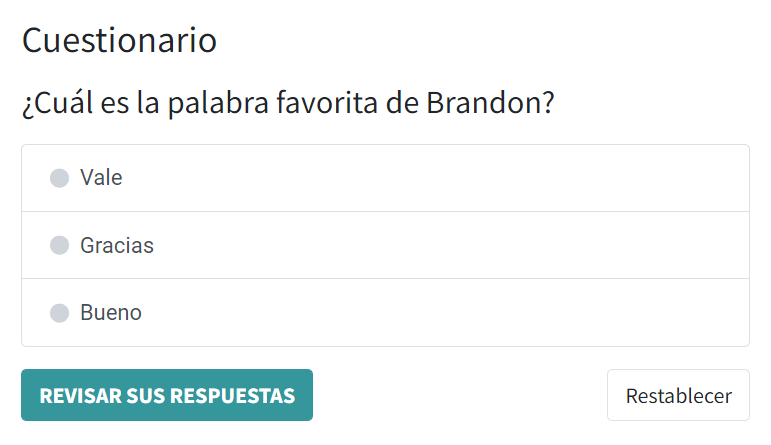 Cuestionario
¿Cuál es la palabra favorita de Brandon?
Vale
Gracias
Bueno
REVISAR SUS RESPUESTAS
Restablecer